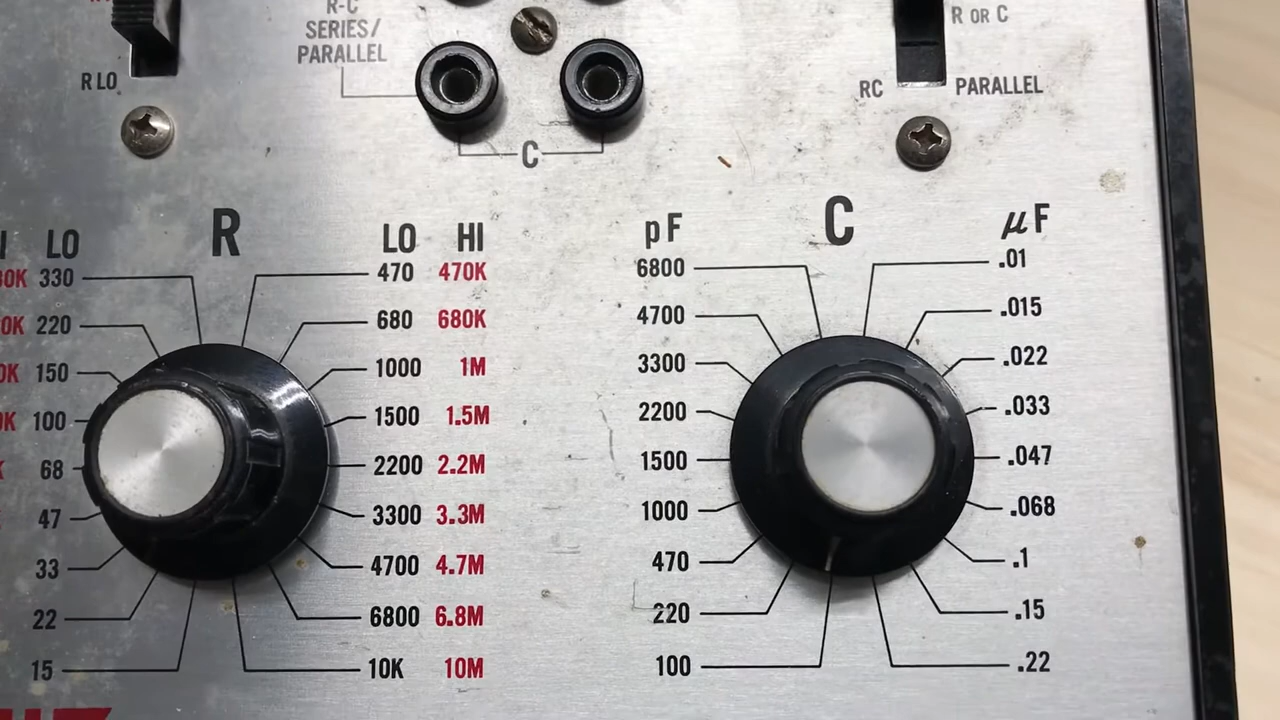 R-C
SERIES/
PARALLEL
R LO
R OR C
RC PARALLEL
C
R
LO
LO HI
330
470 470K
220
680 680K
150
1000 1M
100
1500 1.5M
68
2200 2.2M
47
3300 3.3M
33
4700 4.7M
22
6800 6.8M
15
10K 10M
C
pF
μF
6800
.01
4700
.015
3300
.022
2200
.033
1500
.047
1000
.068
470
.1
220
.15
100
.22